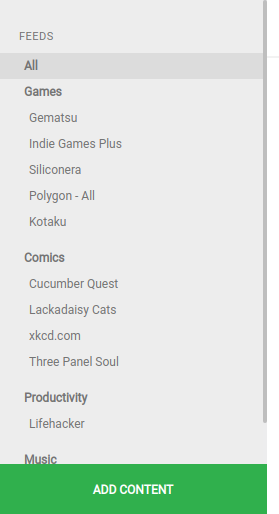 FEEDS
All
Games
Gematsu
Indie Games Plus
Siliconera
Polygon - All
Kotaku
Comics
Cucumber Quest
Lackadaisy Cats
xkcd.com
Three Panel Soul
Productivity
Lifehacker
Music
ADD CONTENT